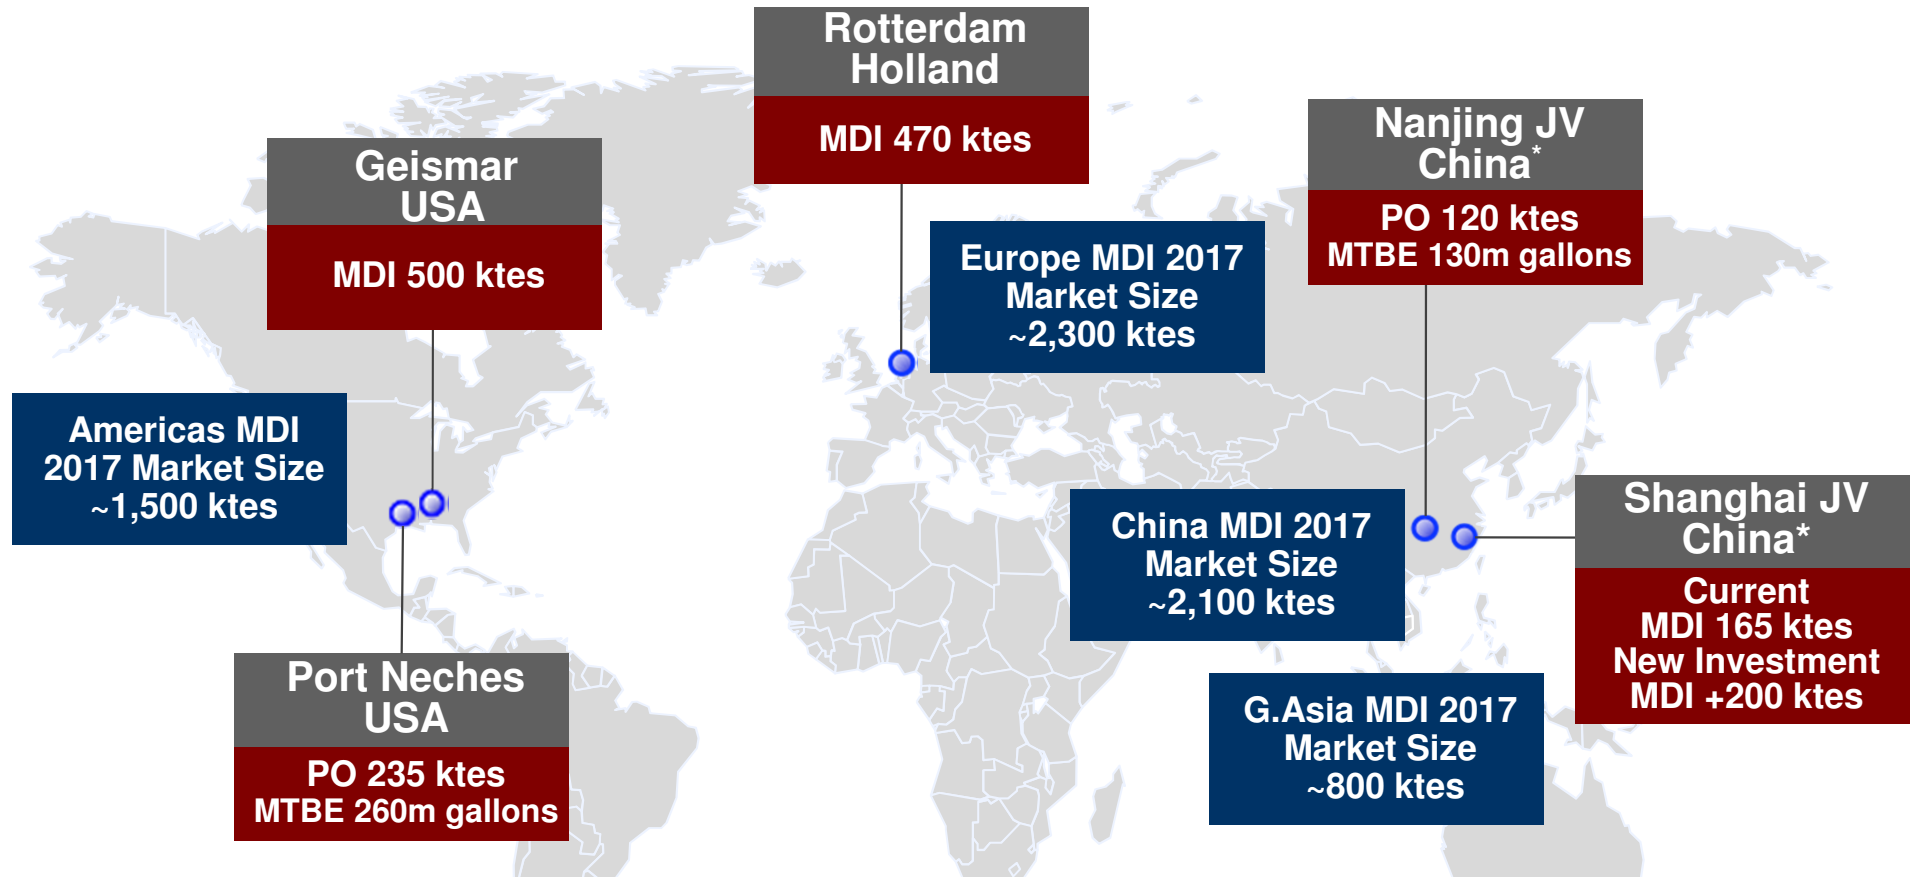 Rotterdam
Holland
MDI 470 ktes
Geismar
USA
MDI 500 ktes
Nanjing JV
China*
PO 120 ktes
MTBE 130m gallons
Europe MDI 2017
Market Size
~2,300 ktes
Americas MDI
2017 Market Size
~1,500 ktes
China MDI 2017
Market Size
~2,100 ktes
Shanghai JV
China*
Current
MDI 165 ktes
New Investment
MDI +200 ktes
Port Neches
USA
PO 235 ktes
MTBE 260m gallons
G.Asia MDI 2017
Market Size
~800 ktes